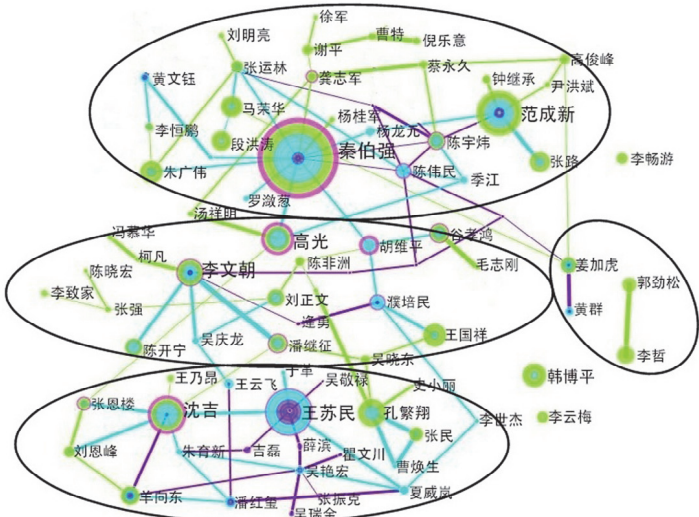 徐军
刘明亮
曹特
倪乐意
谢平
高俊峰
蔡永久
黄文钰
张运林
龚志军
钟继承
尹洪斌
马荣华
杨桂军
范成新
李恒鹏
杨龙元
段洪涛
秦伯强
陈宇炜
张路
李畅游
朱广伟
陈伟民
季江
罗潋葱
汤祥明
冯慕华
高光
胡维平
谷孝鸿
柯凡
陈晓宏
李文朝
陈非洲
毛志刚
姜加虎
郭劲松
李致家
张强
刘正文
濮培民
黄群
逄勇
吴庆龙
王国祥
陈开宁
潘继征
吴晓东
李哲
于革
王乃昂
王云飞
吴敬禄
史小丽
韩博平
张恩楼
沈吉
王苏民
孔繁翔
李世杰
李云梅
张民
刘恩峰
朱育新
吉磊
薛滨
瞿文川
吴艳宏
曹焕生
羊向东
潘红玺
张振克
夏威岚
吴瑞金